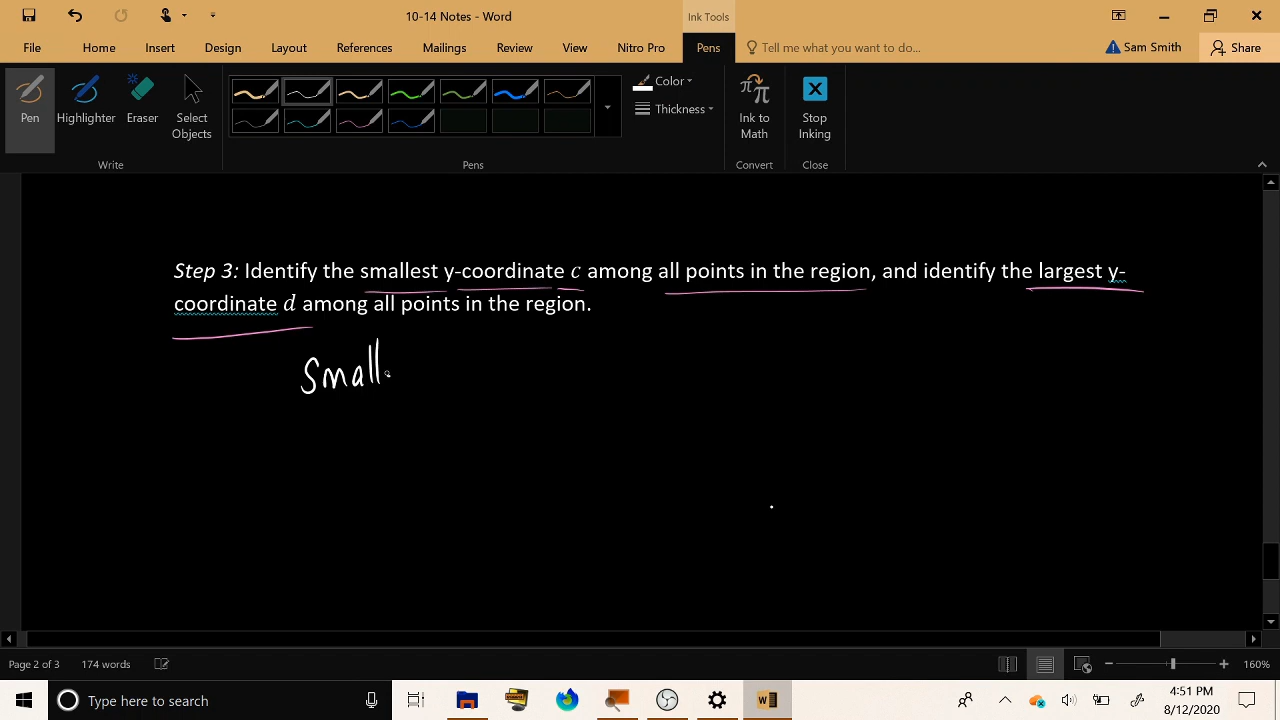 10-14 Notes - Word
Ink Tools
File Home Insert Design Layout References Mailings Review View Nitro Pro Pens Tell me what you want to do... Sam Smith Share
Pen Highlighter Eraser Select Objects
Color
Thickness
Ink to Math
Stop Inking
Write Pens Convert Close
Step 3: Identify the smallest y-coordinate c among all points in the region, and identify the largest y-
coordinate d among all points in the region.
Small
Page 2 of 3 174 words 160%
Type here to search
4:51 PM
8/12/2020